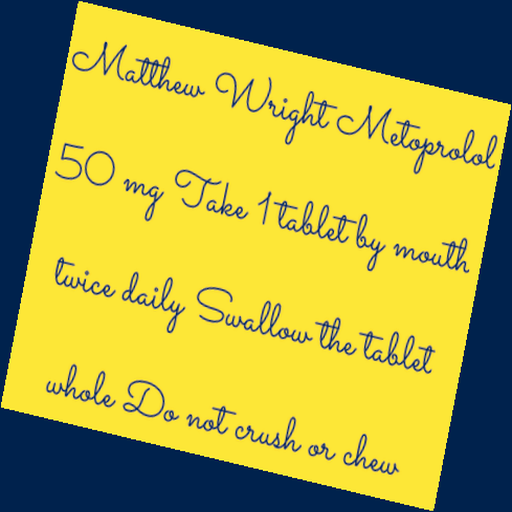 Matthew Wright Metoprolol
50 mg Take 1 tablet by mouth
twice daily Swallow the tablet
whole Do not crush or chew